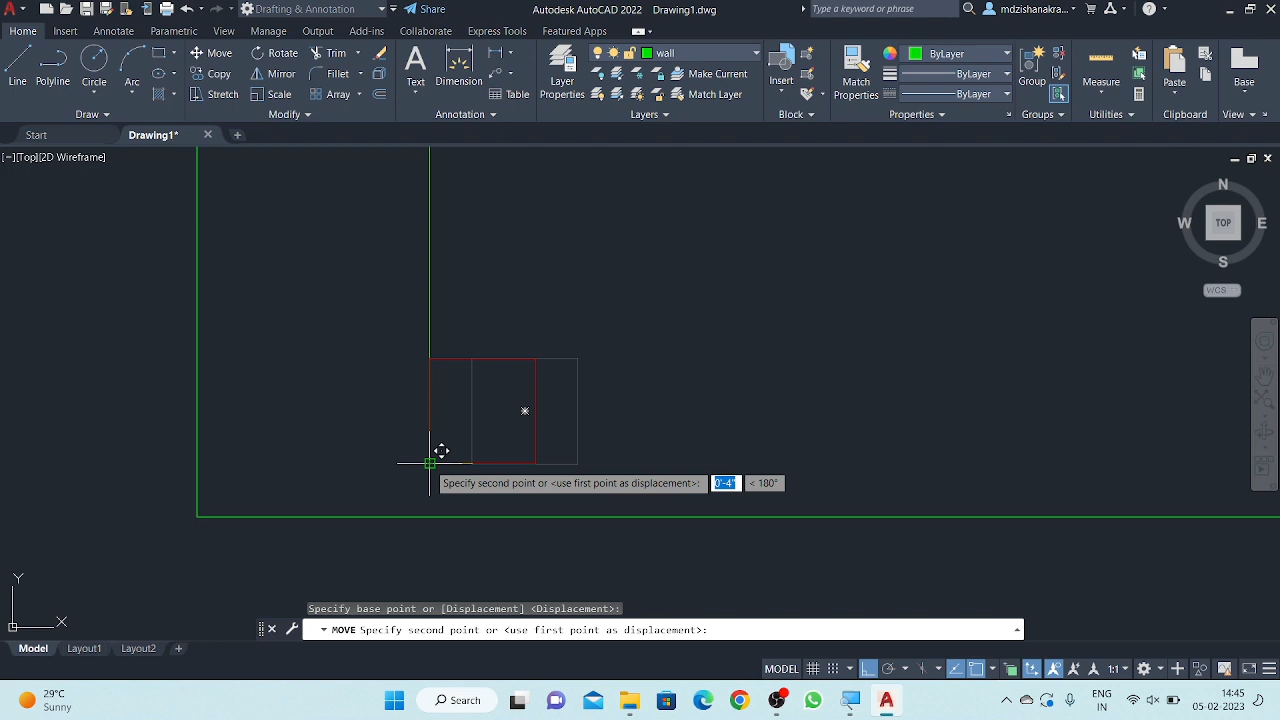 Drafting & Annotation
Share
Autodesk AutoCAD 2022
Drawing1.wg
Type a keyword or phrase
mdzishanakra...
Home
Insert
Annotate
Parametric
View
Manage
Output
Add-ins
Collaborate
Express Tools
Featured Apps
Line
Polyline
Circle
Arc
Move
Copy
Stretch
Rotate
Mirror
Scale
Trim
Fillet
Array
Text
Dimension
Table
Layer Properties
wall
Make Current
Match Layer
Insert
Match Properties
ByLayer
ByLayer
ByLayer
Group
Measure
Paste
Base
Draw
Modify
Annotation
Layers
Block
Properties
Groups
Utilities
Clipboard
View
Start
Drawing1*
[−][Top][2D Wireframe]
N
W
TOP
E
S
WCS
Specify second point or <use first point as displacement>:
0'-4"
< 180°
Y
X
Specify base point or [Displacement] <Displacement>:
MOVE Specify second point or <use first point as displacement>:
Model
Layout1
Layout2
MODEL
1:1
29°C
Sunny
Search
ENG
IN
14:45
05-02-2023